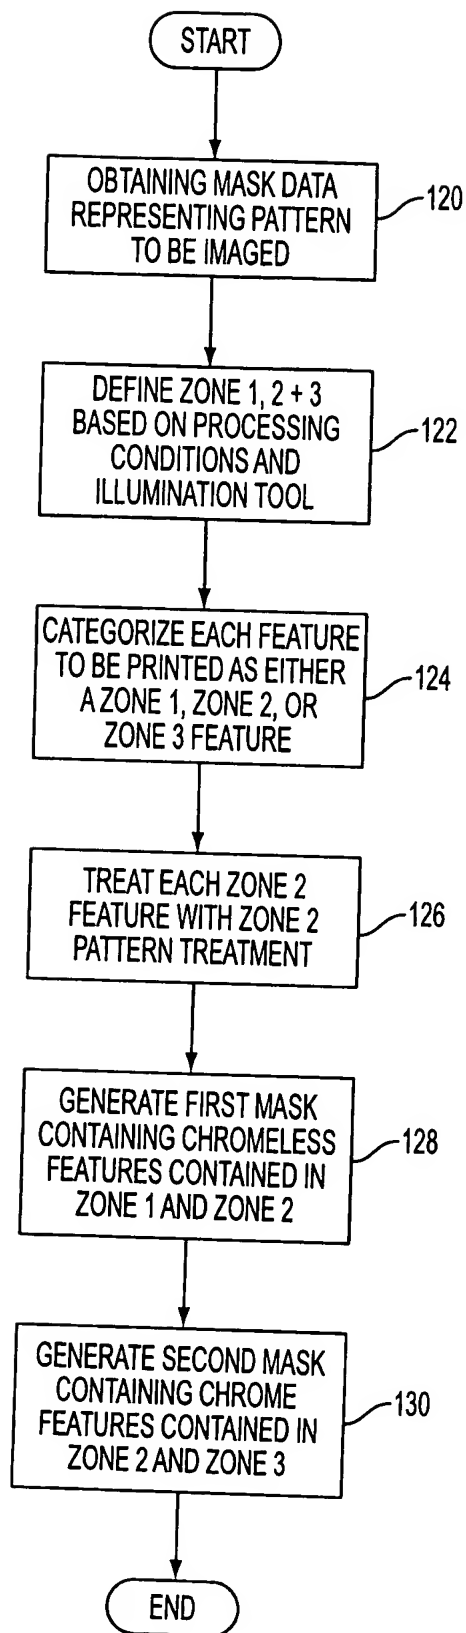 START
OBTAINING MASK DATA
REPRESENTING PATTERN
TO BE IMAGED
120
DEFINE ZONE 1, 2 + 3
BASED ON PROCESSING
CONDITIONS AND
ILLUMINATION TOOL
122
CATEGORIZE EACH FEATURE
TO BE PRINTED AS EITHER
A ZONE 1, ZONE 2, OR
ZONE 3 FEATURE
124
TREAT EACH ZONE 2
FEATURE WITH ZONE 2
PATTERN TREATMENT
126
GENERATE FIRST MASK
CONTAINING CHROMELESS
FEATURES CONTAINED IN
ZONE 1 AND ZONE 2
128
GENERATE SECOND MASK
CONTAINING CHROME
FEATURES CONTAINED IN
ZONE 2 AND ZONE 3
130
END